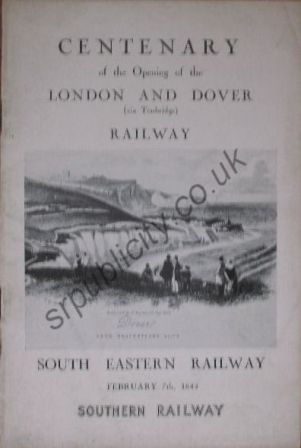 CENTENARY
of the Opening of the
LONDON AND DOVER
(via Tonbridge)
RAILWAY
srpublicity.co.uk
Dover
SOUTH EASTERN RAILWAY
FEBRUARY 7th, 1844
SOUTHERN RAILWAY